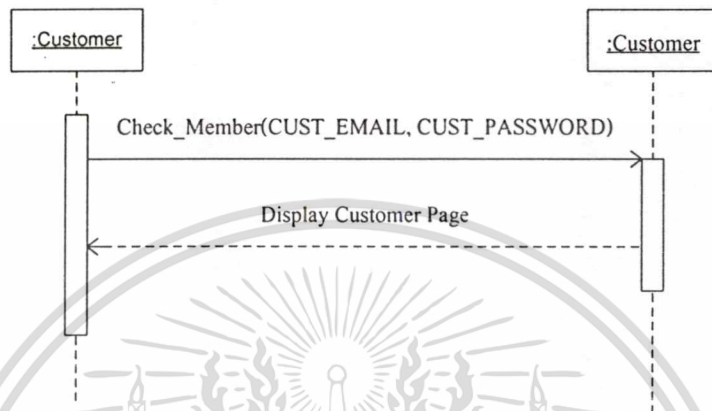 :Customer
:Customer
Check_Member(CUST_EMAIL, CUST_PASSWORD)
Display Customer Page